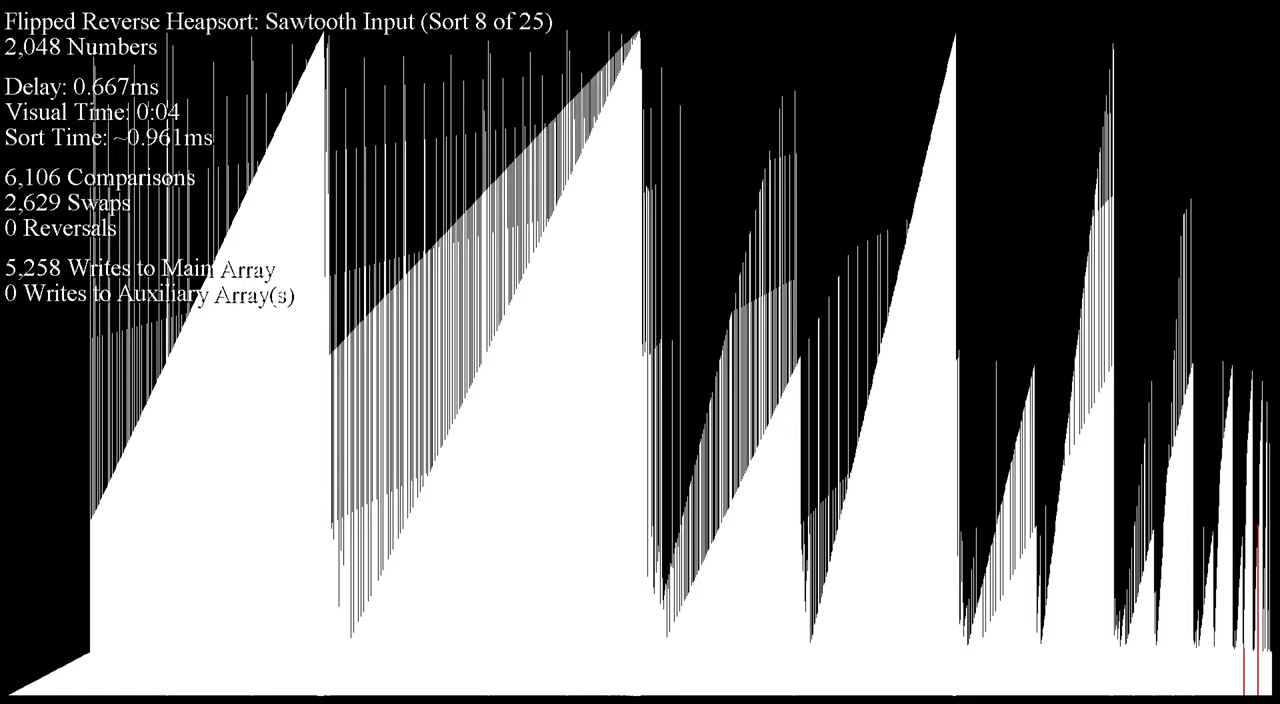 Flipped Reverse Heapsort: Sawtooth Input (Sort 8 of 25)
2,048 Numbers
Delay: 0.667ms
Visual Time: 0:04
Sort Time: ~0.961ms
6,106 Comparisons
2,629 Swaps
0 Reversals
5,258 Writes to Main Array
0 Writes to Auxiliary Array(s)